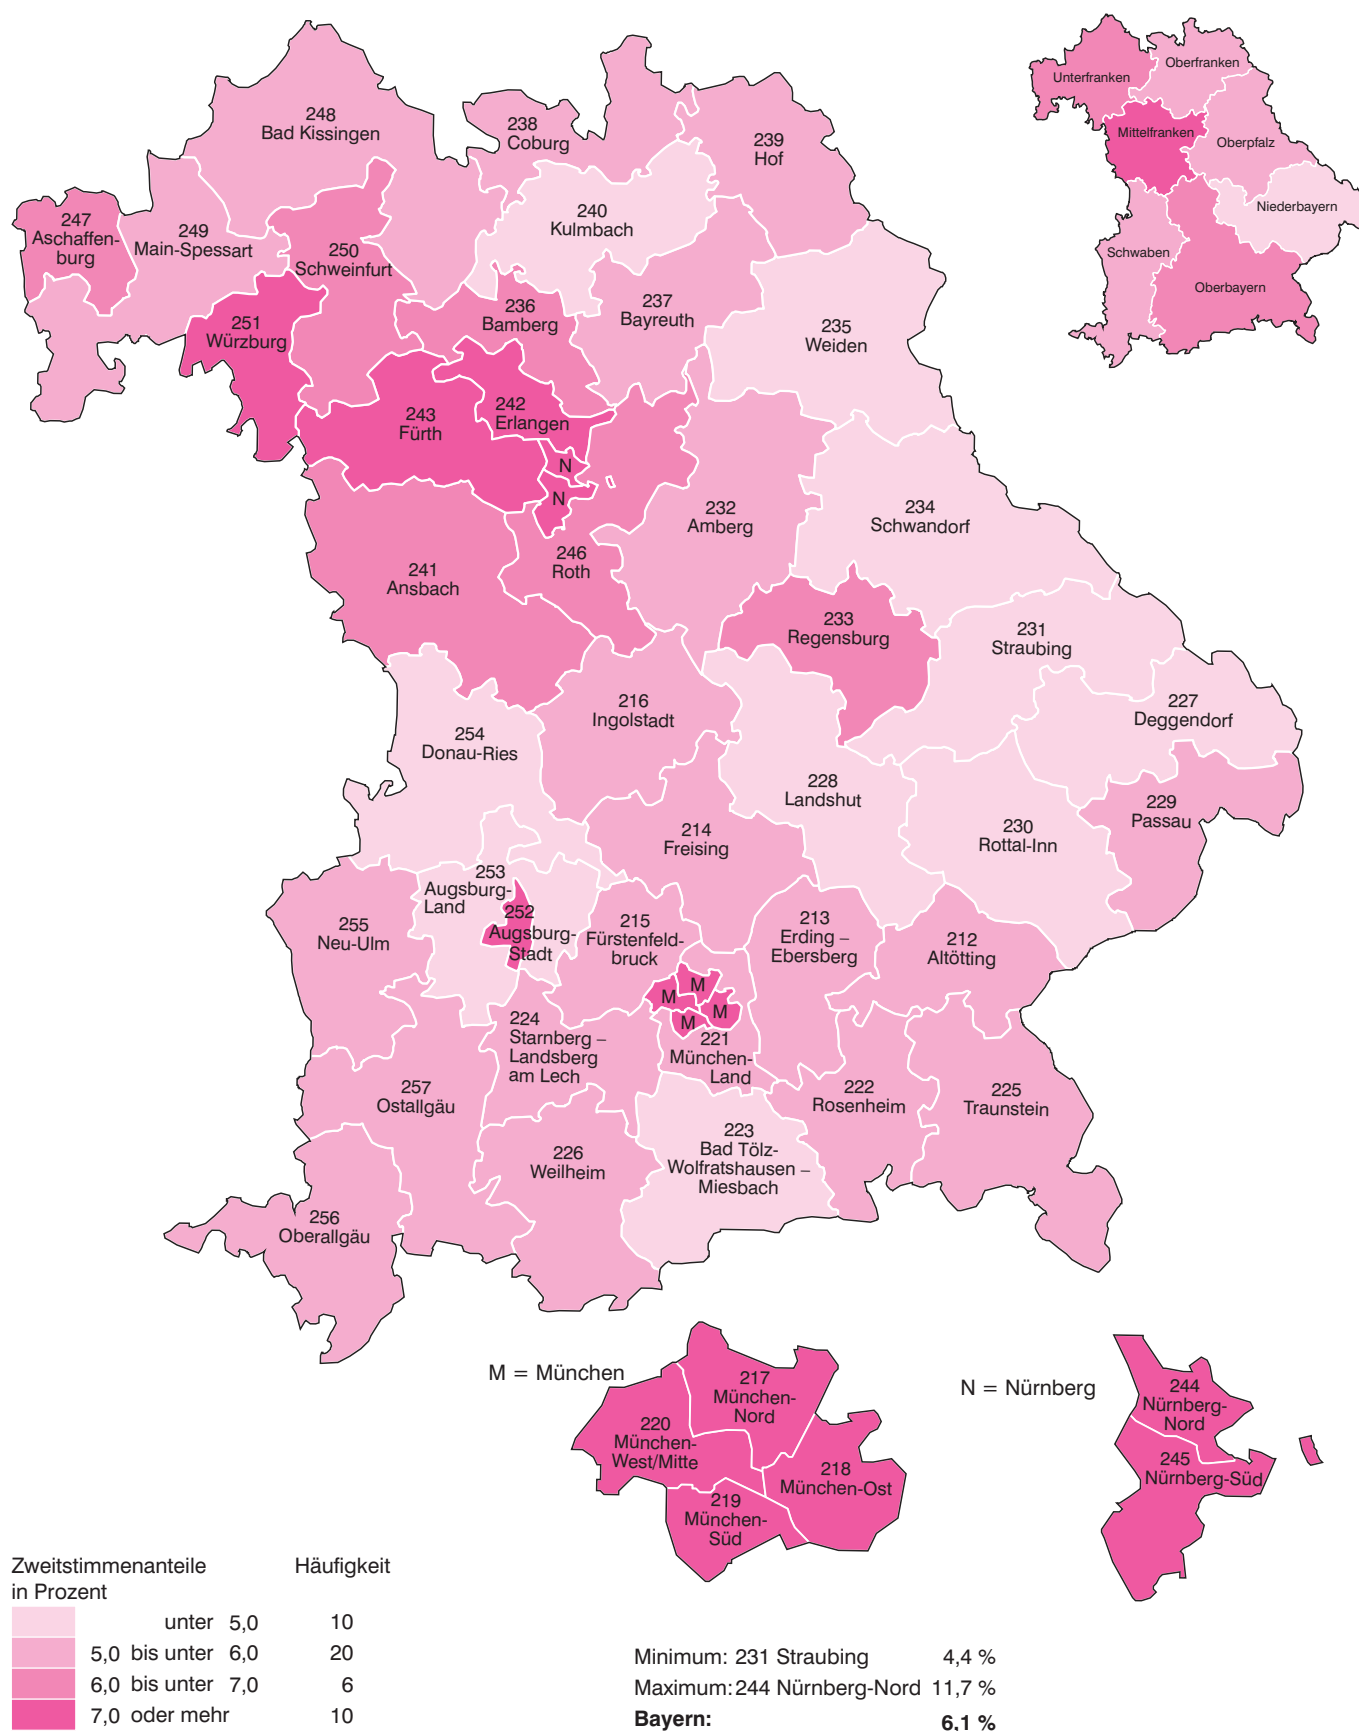 248
Bad Kissingen
238
Coburg
239
Hof
Unterfranken
Oberfranken
Mittelfranken
Oberpfalz
Niederbayern
Schwaben
Oberbayern
247
Aschaffen-
burg
249
Main-Spessart
250
Schweinfurt
240
Kulmbach
251
Würzburg
236
Bamberg
237
Bayreuth
235
Weiden
243
Fürth
242
Erlangen
N
N
232
Amberg
234
Schwandorf
241
Ansbach
246
Roth
233
Regensburg
231
Straubing
216
Ingolstadt
227
Deggendorf
254
Donau-Ries
228
Landshut
229
Passau
214
Freising
230
Rottal-Inn
253
Augsburg-
Land
252
Augsburg-
Stadt
255
Neu-Ulm
215
Fürstenfeld-
bruck
213
Erding –
Ebersberg
212
Altötting
M
M
M
M
224
Starnberg –
Landsberg
am Lech
221
München-
Land
257
Ostallgäu
222
Rosenheim
225
Traunstein
226
Weilheim
223
Bad Tölz-
Wolfratshausen –
Miesbach
256
Oberallgäu
M = München
217
München-
Nord
220
München-
West/Mitte
218
München-Ost
219
München-
Süd
N = Nürnberg
244
Nürnberg-
Nord
245
Nürnberg-Süd
Zweitstimmenanteile Häufigkeit
in Prozent
unter 5,0 10
5,0 bis unter 6,0 20
6,0 bis unter 7,0 6
7,0 oder mehr 10
Minimum: 231 Straubing 4,4 %
Maximum: 244 Nürnberg-Nord 11,7 %
Bayern: 6,1 %